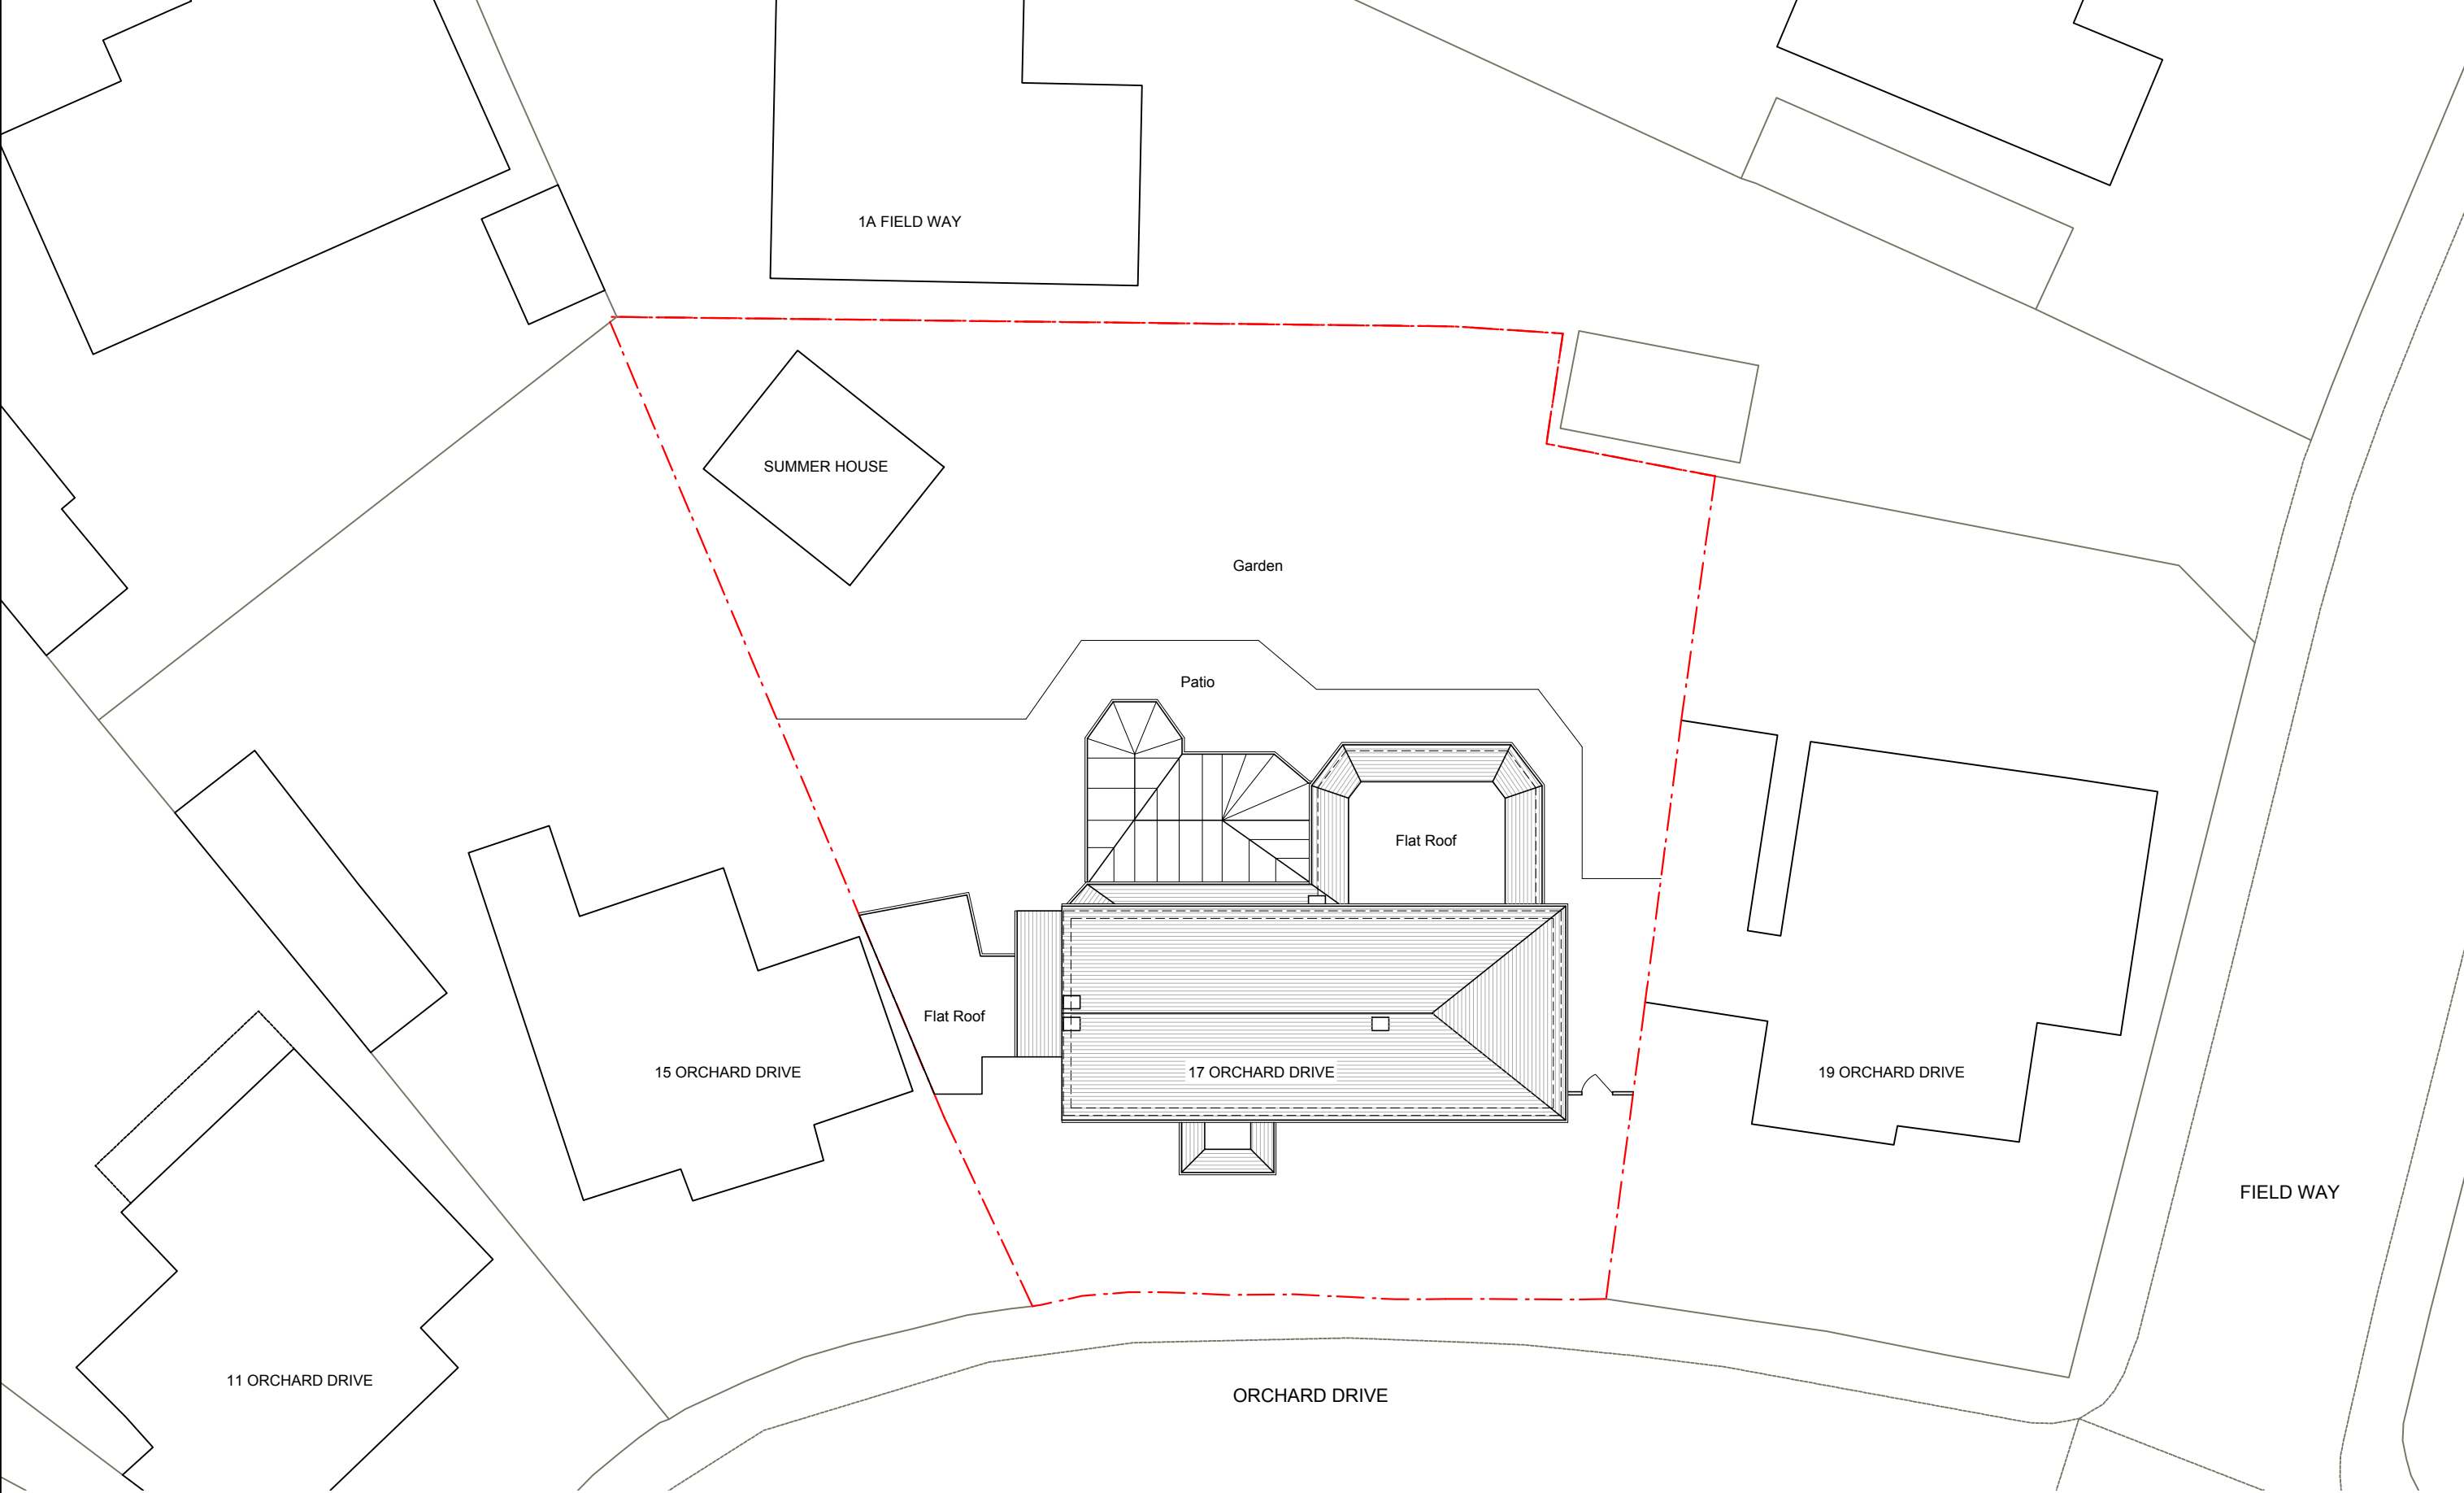 1A FIELD WAY
SUMMER HOUSE
Garden
Patio
Flat Roof
Flat Roof
15 ORCHARD DRIVE
17 ORCHARD DRIVE
19 ORCHARD DRIVE
FIELD WAY
11 ORCHARD DRIVE
ORCHARD DRIVE